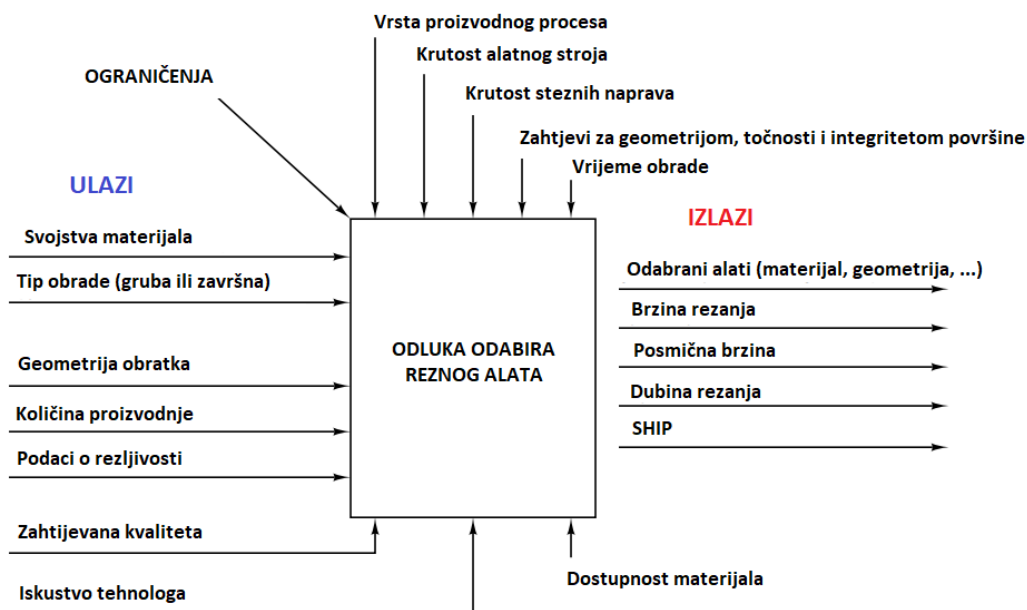 Vrsta proizvodnog procesa
Krutost alatnog stroja
OGRANIČENJA
Krutost steznih naprava
Zahtjevi za geometrijom, točnosti i integritetom površine
Vrijeme obrade
ULAZI
IZLAZI
Svojstva materijala
Tip obrade (gruba ili završna)
Geometrija obratka
Količina proizvodnje
Podaci o rezljivosti
Zahtijevana kvaliteta
Iskustvo tehnologa
ODLUKA ODABIRA
REZNOG ALATA
Dostupnost materijala
Odabrani alati (materijal, geometrija, ...)
Brzina rezanja
Posmična brzina
Dubina rezanja
SHIP